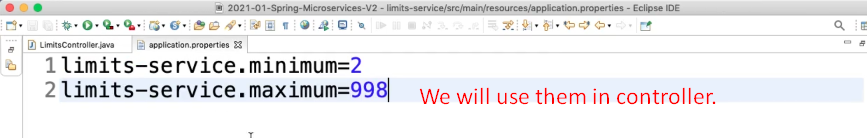 2021-01-Spring-Microservices-V2 - limits-service/src/main/resources/application.properties - Eclipse IDE
LimitsController.java
application.properties
1 limits-service.minimum=2
2 limits-service.maximum=998
We will use them in controller.